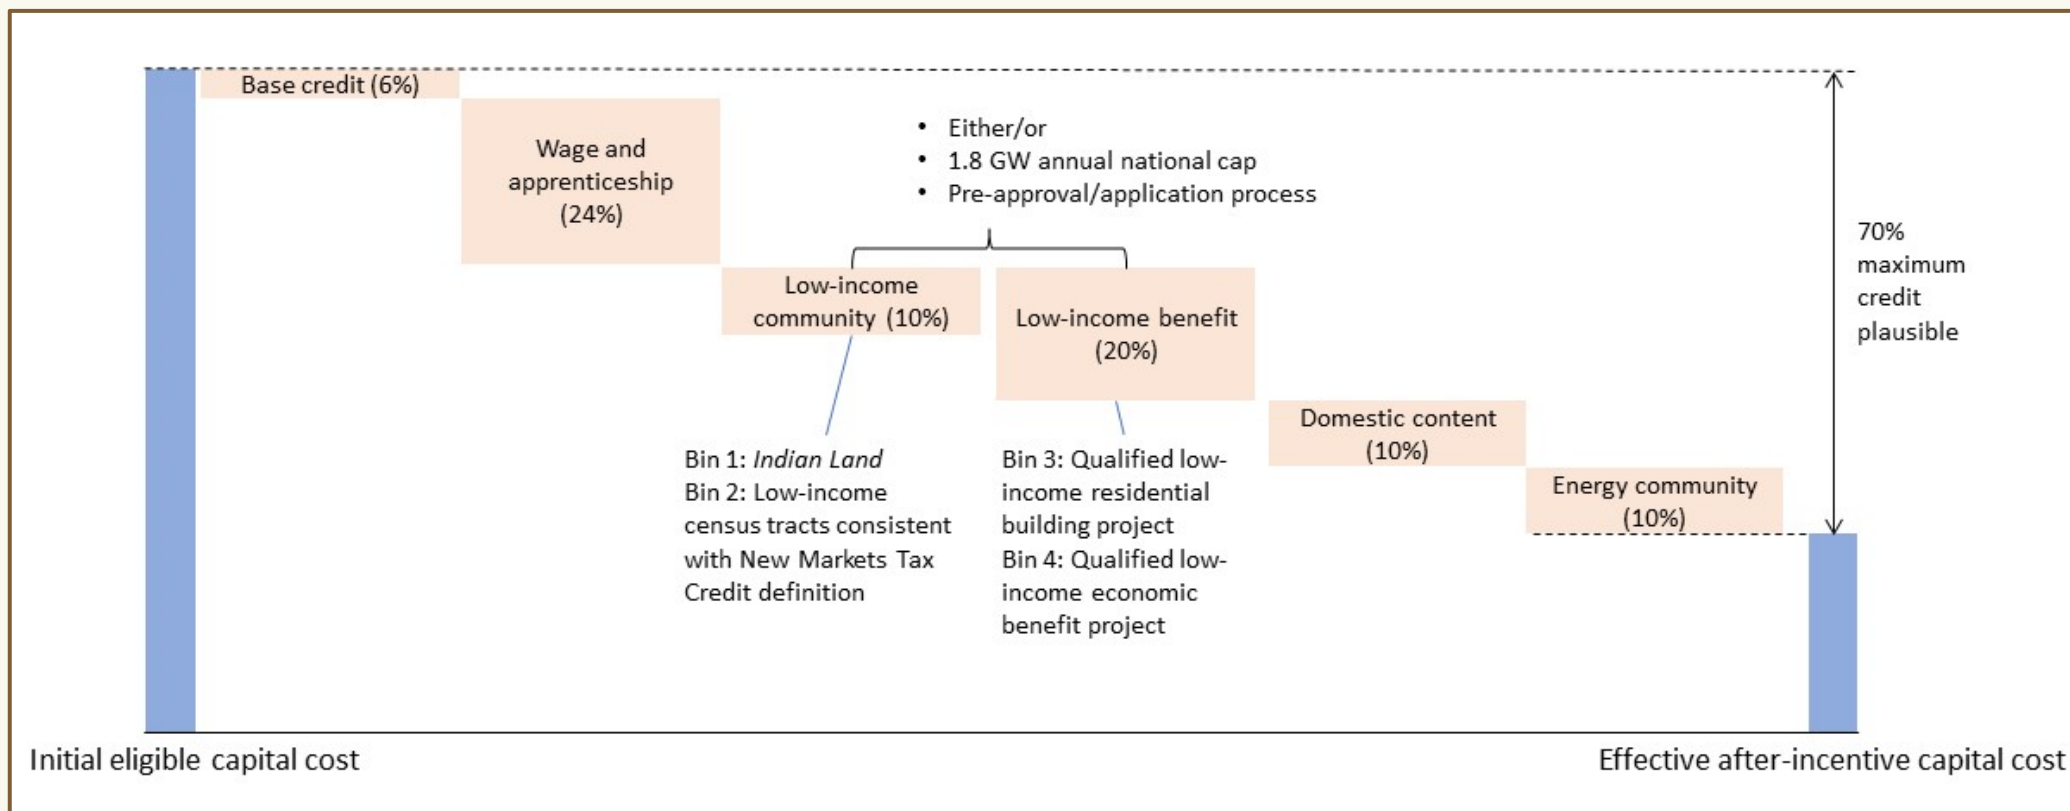 Base credit (6%)
Wage and
apprenticeship
(24%)
• Either/or
• 1.8 GW annual national cap
• Pre-approval/application process
Low-income
community (10%)
Low-income benefit
(20%)
Domestic content
(10%)
Energy community
(10%)
70%
maximum
credit
plausible
Bin 1: Indian Land
Bin 2: Low-income
census tracts consistent
with New Markets Tax
Credit definition
Bin 3: Qualified low-
income residential
building project
Bin 4: Qualified low-
income economic
benefit project
Initial eligible capital cost
Effective after-incentive capital cost